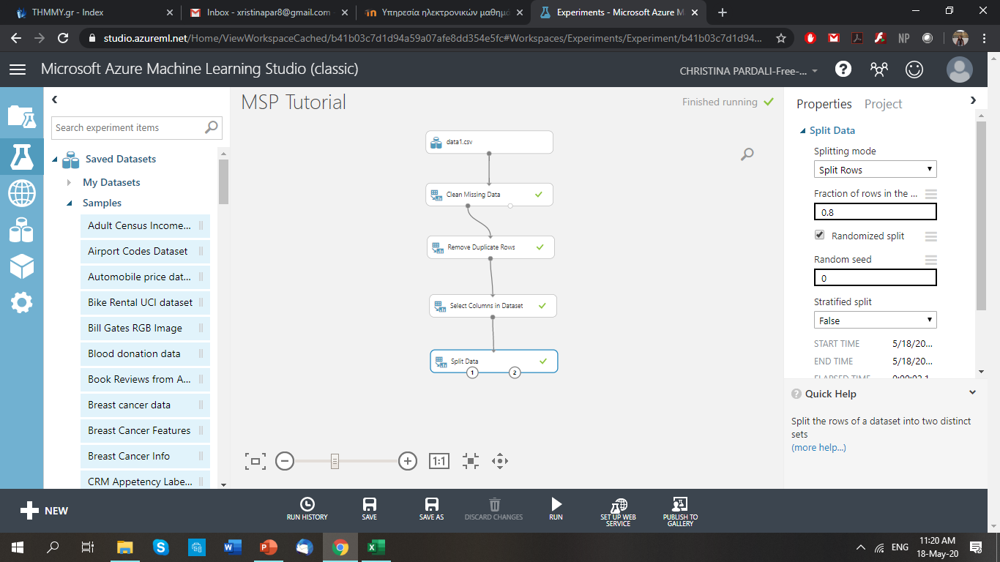 THMMY.gr - Index
Inbox - xristinapar8@gmail.com -
Υπηρεσία ηλεκτρονικών μαθημά
Experiments - Microsoft Azure M
studio.azureml.net/Home/ViewWorkspaceCached/b41b03c7d1d94a59a07afe8dd354e5fc#Workspaces/Experiments/Experiment/b41b03c7d1d94...
NP
Microsoft Azure Machine Learning Studio (classic)
CHRISTINA PARDALI-Free-...
Search experiment items
Saved Datasets
My Datasets
Samples
Adult Census Income...
Airport Codes Dataset
Automobile price dat...
Bike Rental UCI dataset
Bill Gates RGB Image
Blood donation data
Book Reviews from A...
Breast cancer data
Breast Cancer Features
Breast Cancer Info
CRM Appetency Labe...
MSP Tutorial
Finished running
data1.csv
Clean Missing Data
Remove Duplicate Rows
Select Columns in Dataset
Split Data
1 2
1:1
Properties Project
Split Data
Splitting mode
Split Rows
Fraction of rows in the ...
0.8
Randomized split
Random seed
0
Stratified split
False
START TIME 5/18/20...
END TIME 5/18/20...
ELAPSED TIME 0:00:02.1
Quick Help
Split the rows of a dataset into two distinct
sets
(more help...)
NEW
RUN HISTORY
SAVE
SAVE AS
DISCARD CHANGES
RUN
SET UP WEB
SERVICE
PUBLISH TO
GALLERY
ENG
11:20 AM
18-May-20